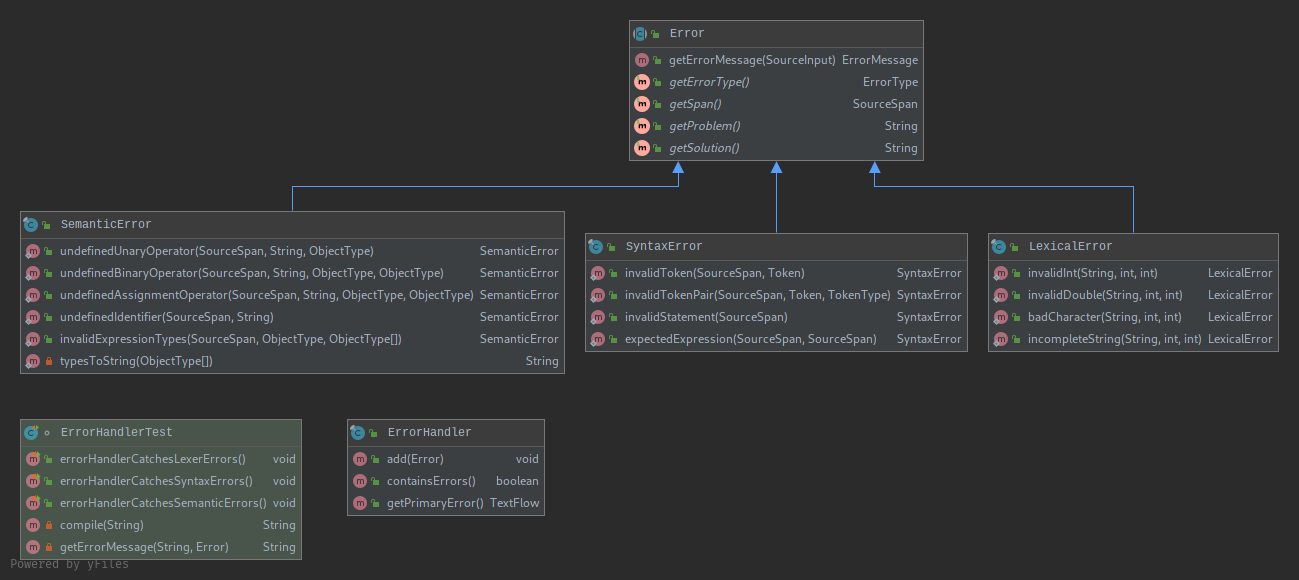 Error
getErrorMessage(SourceInput) ErrorMessage
getErrorType() ErrorType
getSpan() SourceSpan
getProblem() String
getSolution() String
SemanticError
undefinedUnaryOperator(SourceSpan, String, ObjectType) SemanticError
undefinedBinaryOperator(SourceSpan, String, ObjectType, ObjectType) SemanticError
undefinedAssignmentOperator(SourceSpan, String, ObjectType, ObjectType) SemanticError
undefinedIdentifier(SourceSpan, String) SemanticError
invalidExpressionTypes(SourceSpan, ObjectType, ObjectType[]) SemanticError
typesToString(ObjectType[]) String
SyntaxError
invalidToken(SourceSpan, Token) SyntaxError
invalidTokenPair(SourceSpan, Token, TokenType) SyntaxError
invalidStatement(SourceSpan) SyntaxError
expectedExpression(SourceSpan, SourceSpan) SyntaxError
LexicalError
invalidInt(String, int, int) LexicalError
invalidDouble(String, int, int) LexicalError
badCharacter(String, int, int) LexicalError
incompleteString(String, int, int) LexicalError
ErrorHandlerTest
errorHandlerCatchesLexerErrors() void
errorHandlerCatchesSyntaxErrors() void
errorHandlerCatchesSemanticErrors() void
compile(String) String
getErrorMessage(String, Error) String
ErrorHandler
add(Error) void
containsErrors() boolean
getPrimaryError() TextFlow
Powered by yFiles